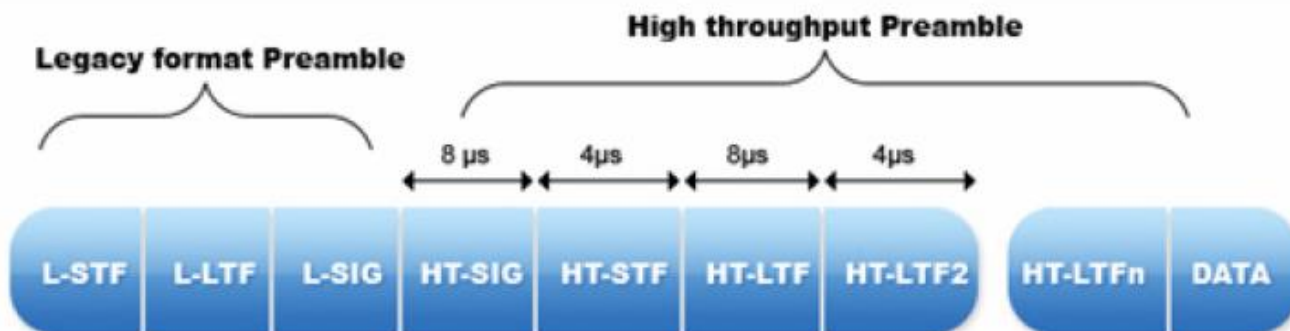 High throughput Preamble
Legacy format Preamble
8 µs 4µs 8µs 4µs
L-STF L-LTF L-SIG HT-SIG HT-STF HT-LTF HT-LTF2 HT-LTFn DATA